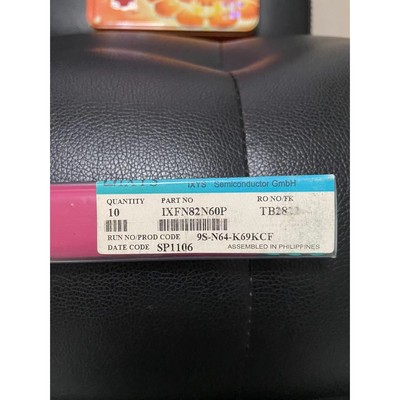 IXYS
IXYS Semiconductor GmbH
QUANTITY PART NO RO NO/FK
10 IXFN82N60P
RUN NO/PROD CODE 9S-N64-K69KCF
DATE CODE SP1106 ASSEMBLED IN PHILIPPINES